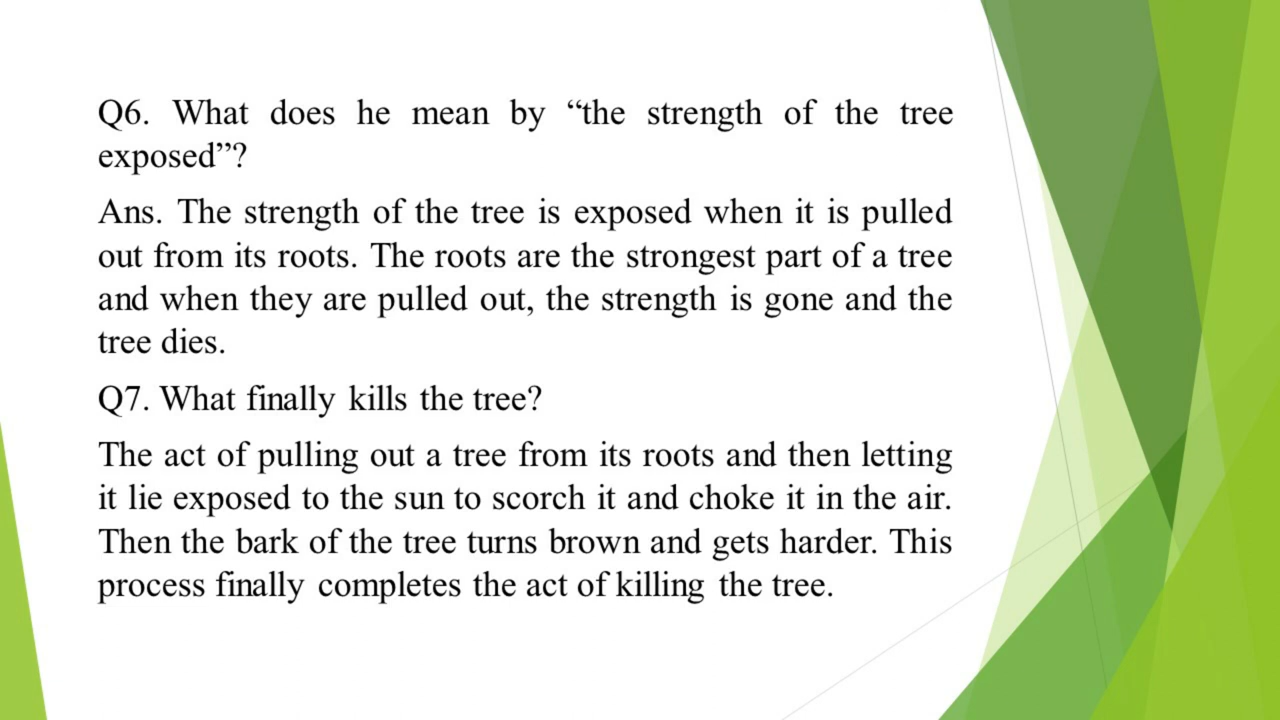 Q6. What does he mean by “the strength of the tree
exposed”?
Ans. The strength of the tree is exposed when it is pulled
out from its roots. The roots are the strongest part of a tree
and when they are pulled out, the strength is gone and the
tree dies.
Q7. What finally kills the tree?
The act of pulling out a tree from its roots and then letting
it lie exposed to the sun to scorch it and choke it in the air.
Then the bark of the tree turns brown and gets harder. This
process finally completes the act of killing the tree.